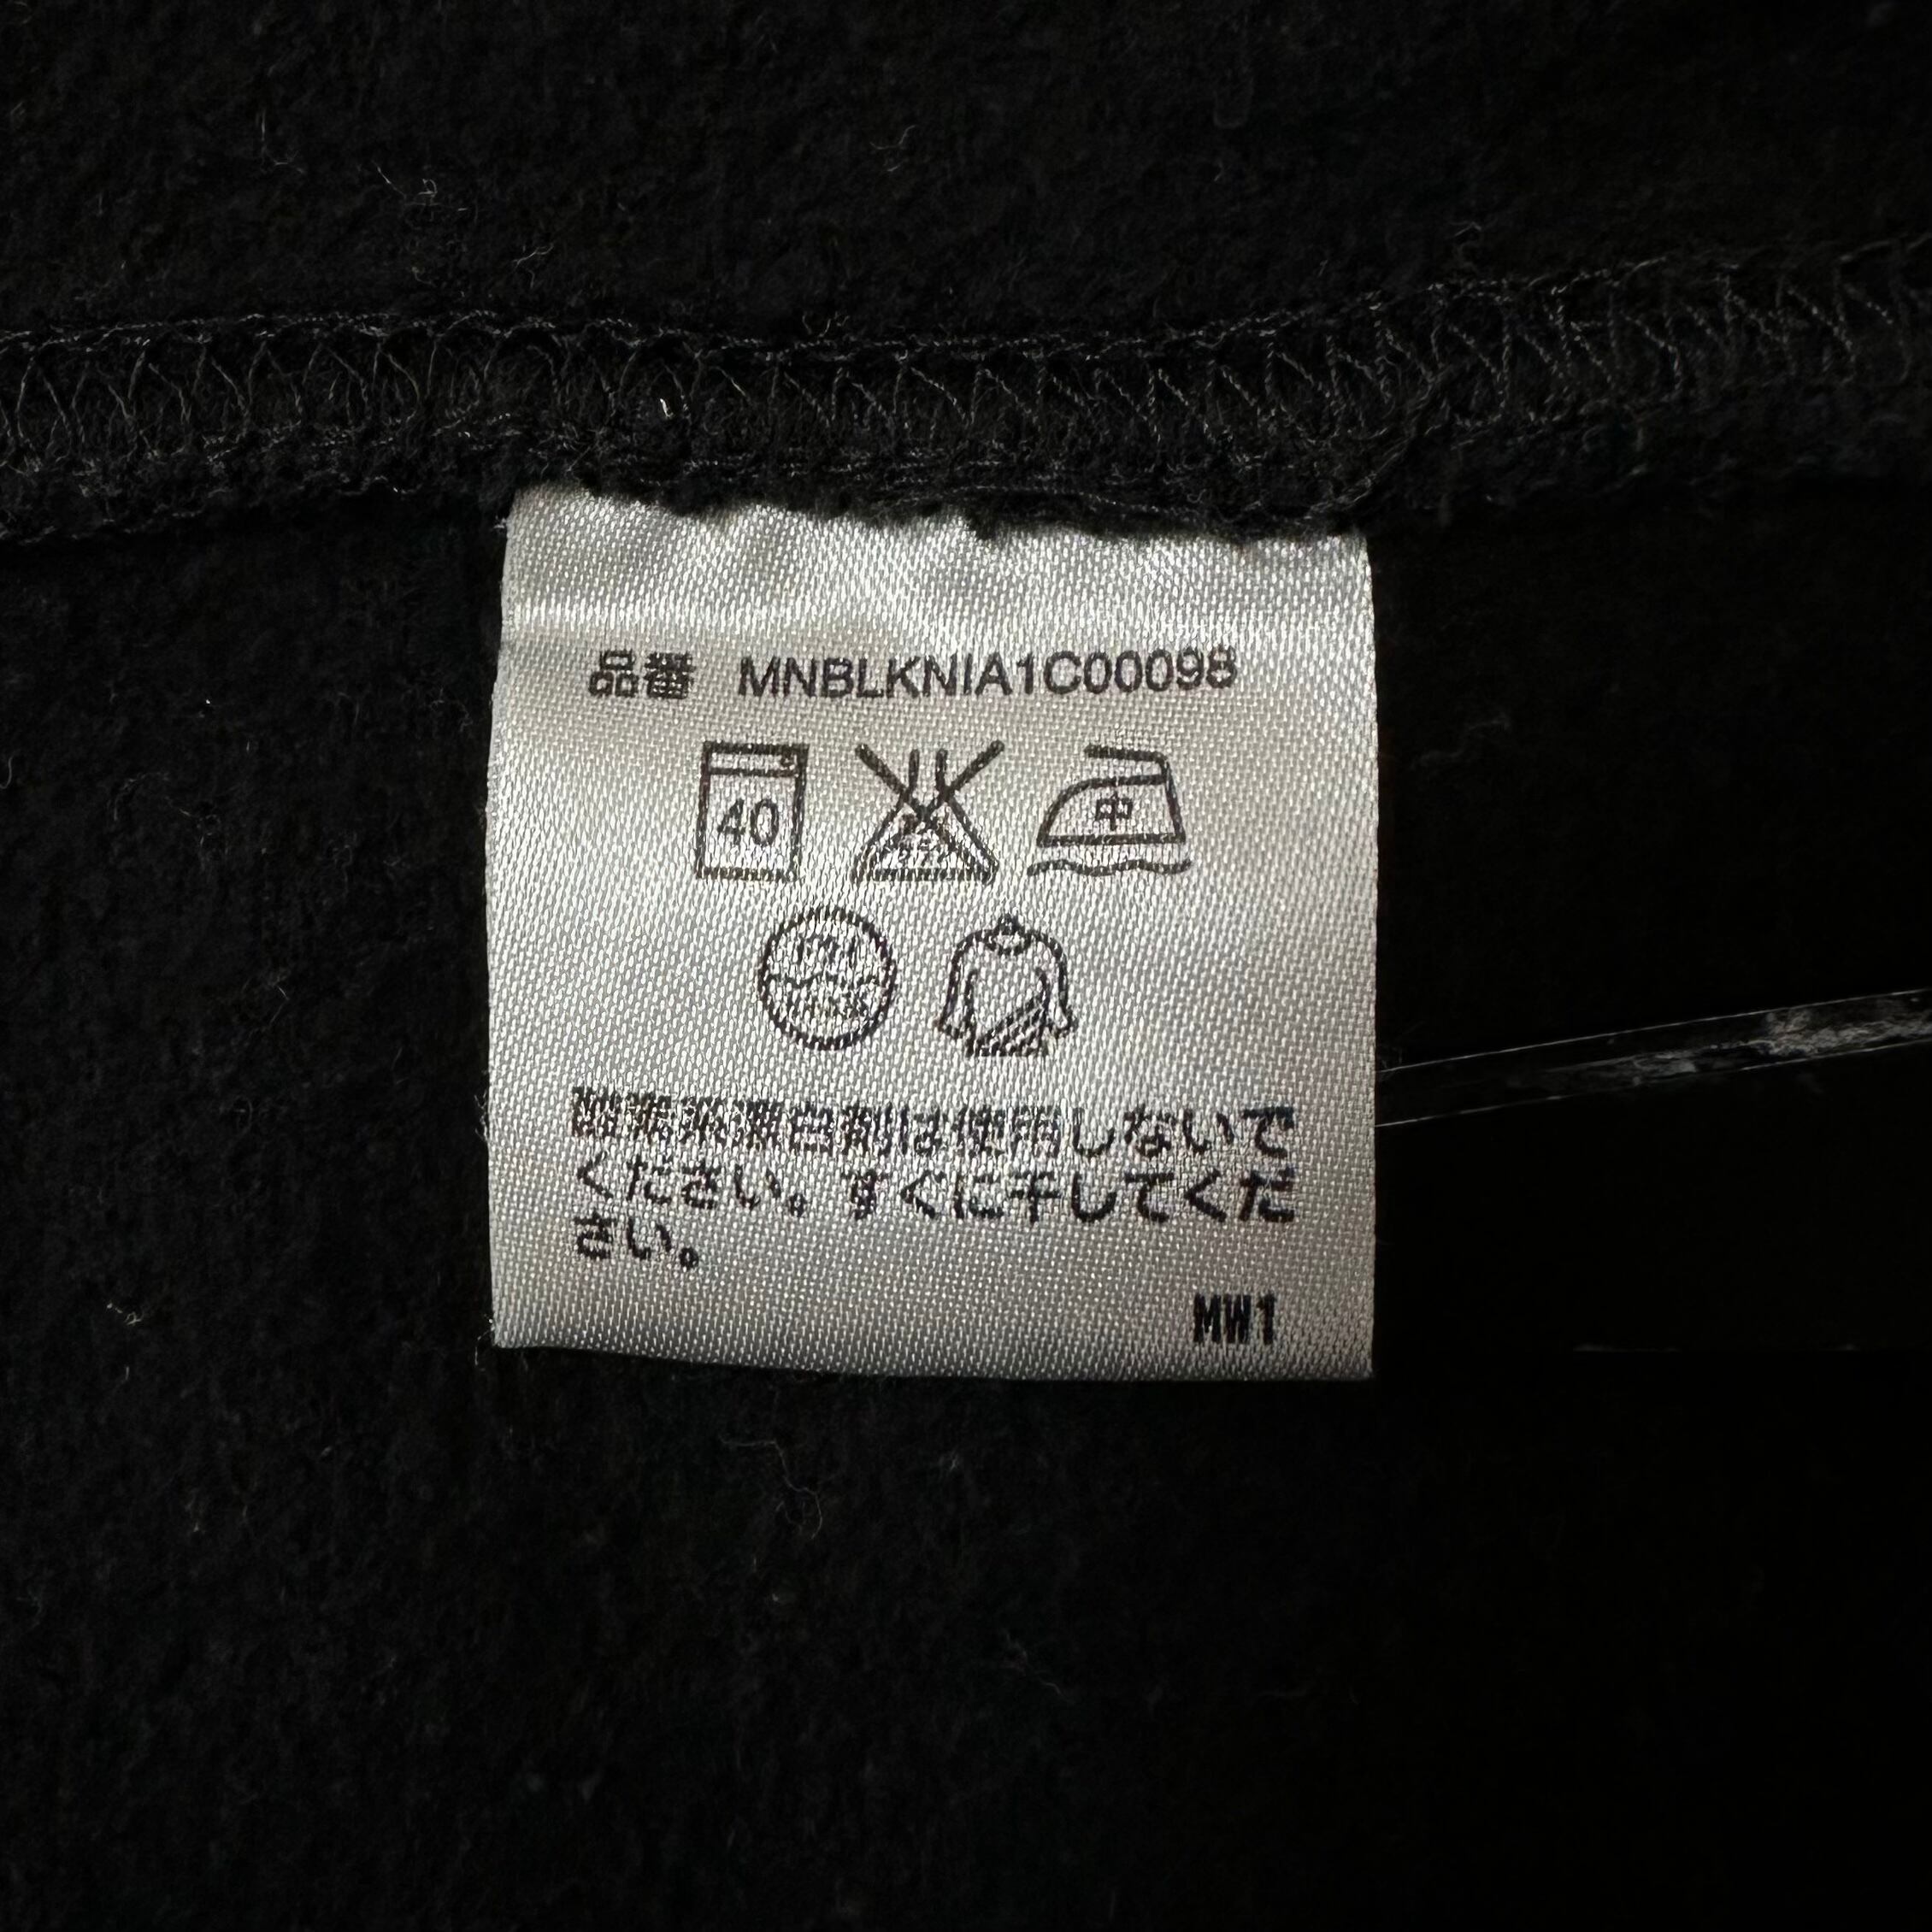 品番 MNBLKNIA1C00098
40
中
酸素系漂白剤は使用しないで
ください。すぐに干してくだ
さい。
MW1